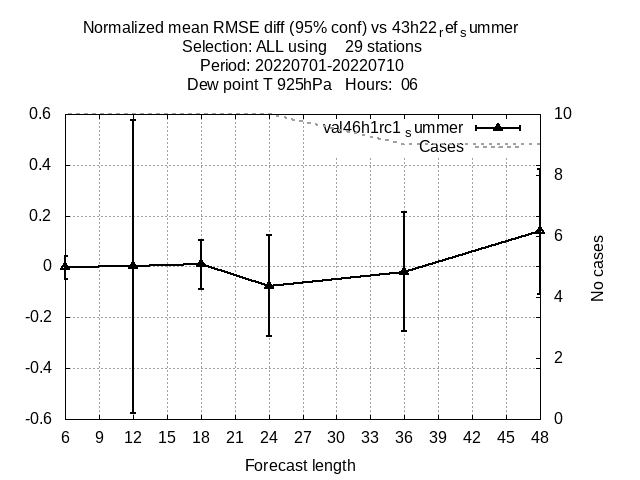 Normalized mean RMSE diff (95% conf) vs 43h22 ref s ummer
Selection: ALL using 29 stations
Period: 20220701-20220710
Dew point T 925hPa Hours: 06
0.6
0.4
0.2
0
-0.2
-0.4
-0.6
10
8
6
4
2
0
val46h1rc1 s ummer
Cases
No cases
6 9 12 15 18 21 24 27 30 33 36 39 42 45 48
Forecast length